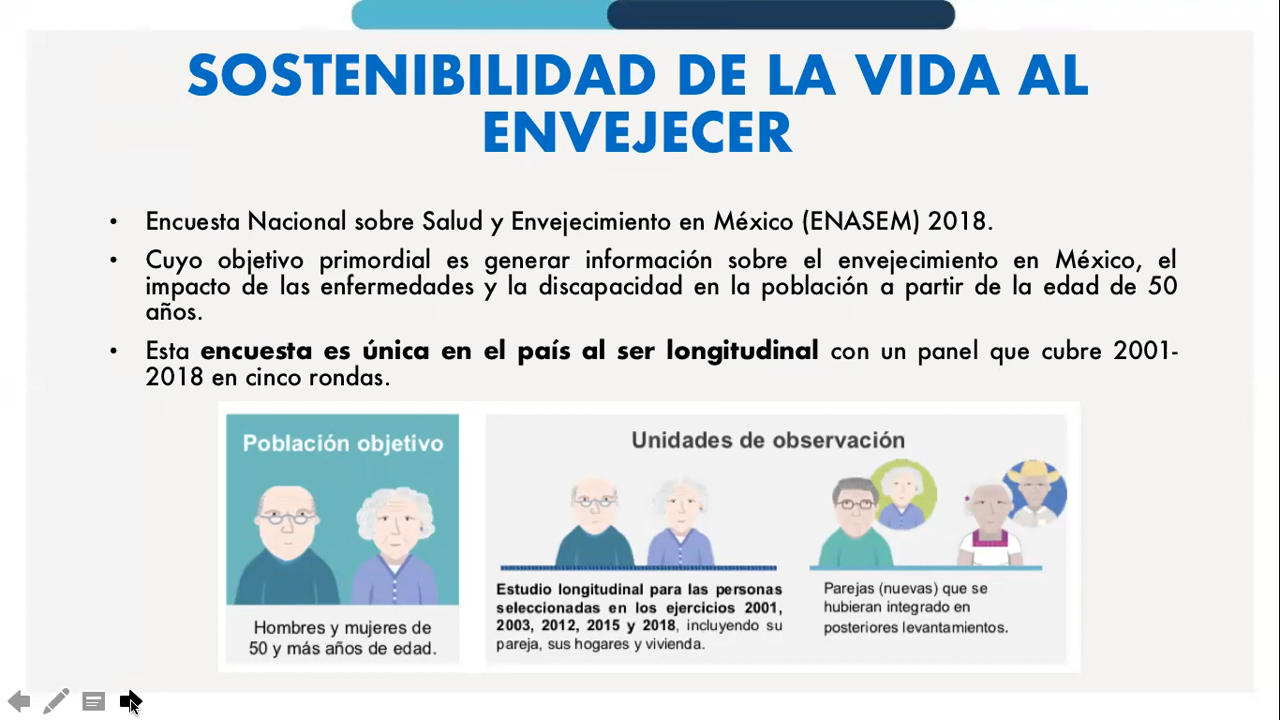 SOSTENIBILIDAD DE LA VIDA AL
ENVEJECER
• Encuesta Nacional sobre Salud y Envejecimiento en México (ENASEM) 2018.
• Cuyo objetivo primordial es generar información sobre el envejecimiento en México, el
impacto de las enfermedades y la discapacidad en la población a partir de la edad de 50
años.
• Esta encuesta es única en el país al ser longitudinal con un panel que cubre 2001-
2018 en cinco rondas.
Población objetivo
Hombres y mujeres de
50 y más años de edad.
Unidades de observación
Estudio longitudinal para las personas
seleccionadas en los ejercicios 2001,
2003, 2012, 2015 y 2018, incluyendo su
pareja, sus hogares y vivienda.
Parejas (nuevas) que se
hubieran integrado en
posteriores levantamientos.